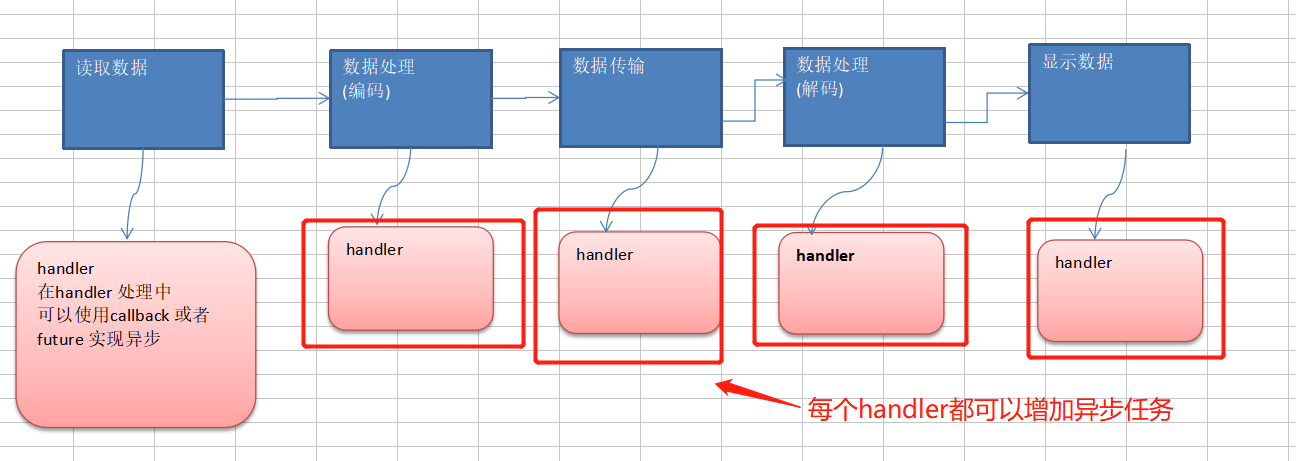 读取数据
数据处理
(编码)
数据传输
数据处理
(解码)
显示数据
handler
在handler 处理中
可以使用callback 或者
future 实现异步
handler
handler
handler
handler
每个handler都可以增加异步任务